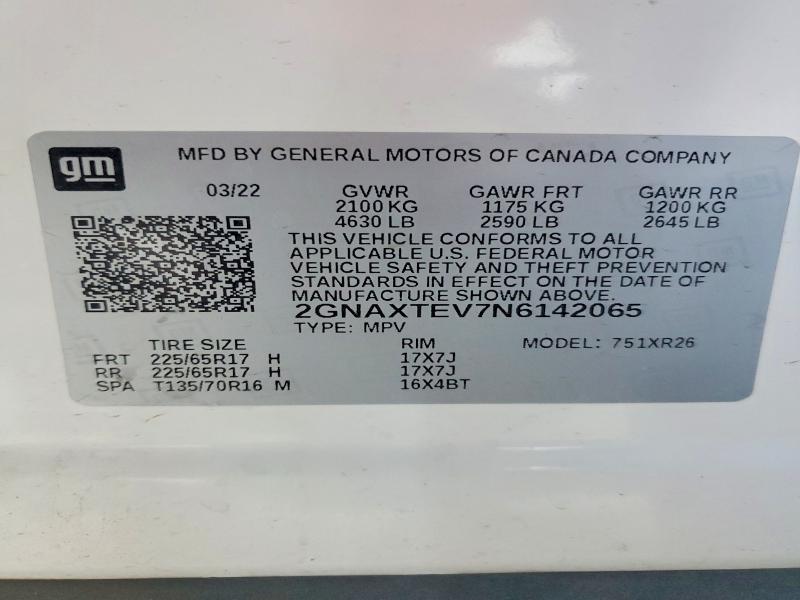 gm
MFD BY GENERAL MOTORS OF CANADA COMPANY
03/22 GVWR GAWR FRT GAWR RR
2100 KG 1175 KG 1200 KG
4630 LB 2590 LB 2645 LB
THIS VEHICLE CONFORMS TO ALL
APPLICABLE U.S. FEDERAL MOTOR
VEHICLE SAFETY AND THEFT PREVENTION
STANDARDS IN EFFECT ON THE DATE OF
MANUFACTURE SHOWN ABOVE.
2GNAXTEV7N6142065
TYPE: MPV
TIRE SIZE RIM MODEL: 751XR26
FRT 225/65R17 H 17X7J
RR 225/65R17 H 17X7J
SPA T135/70R16 M 16X4BT